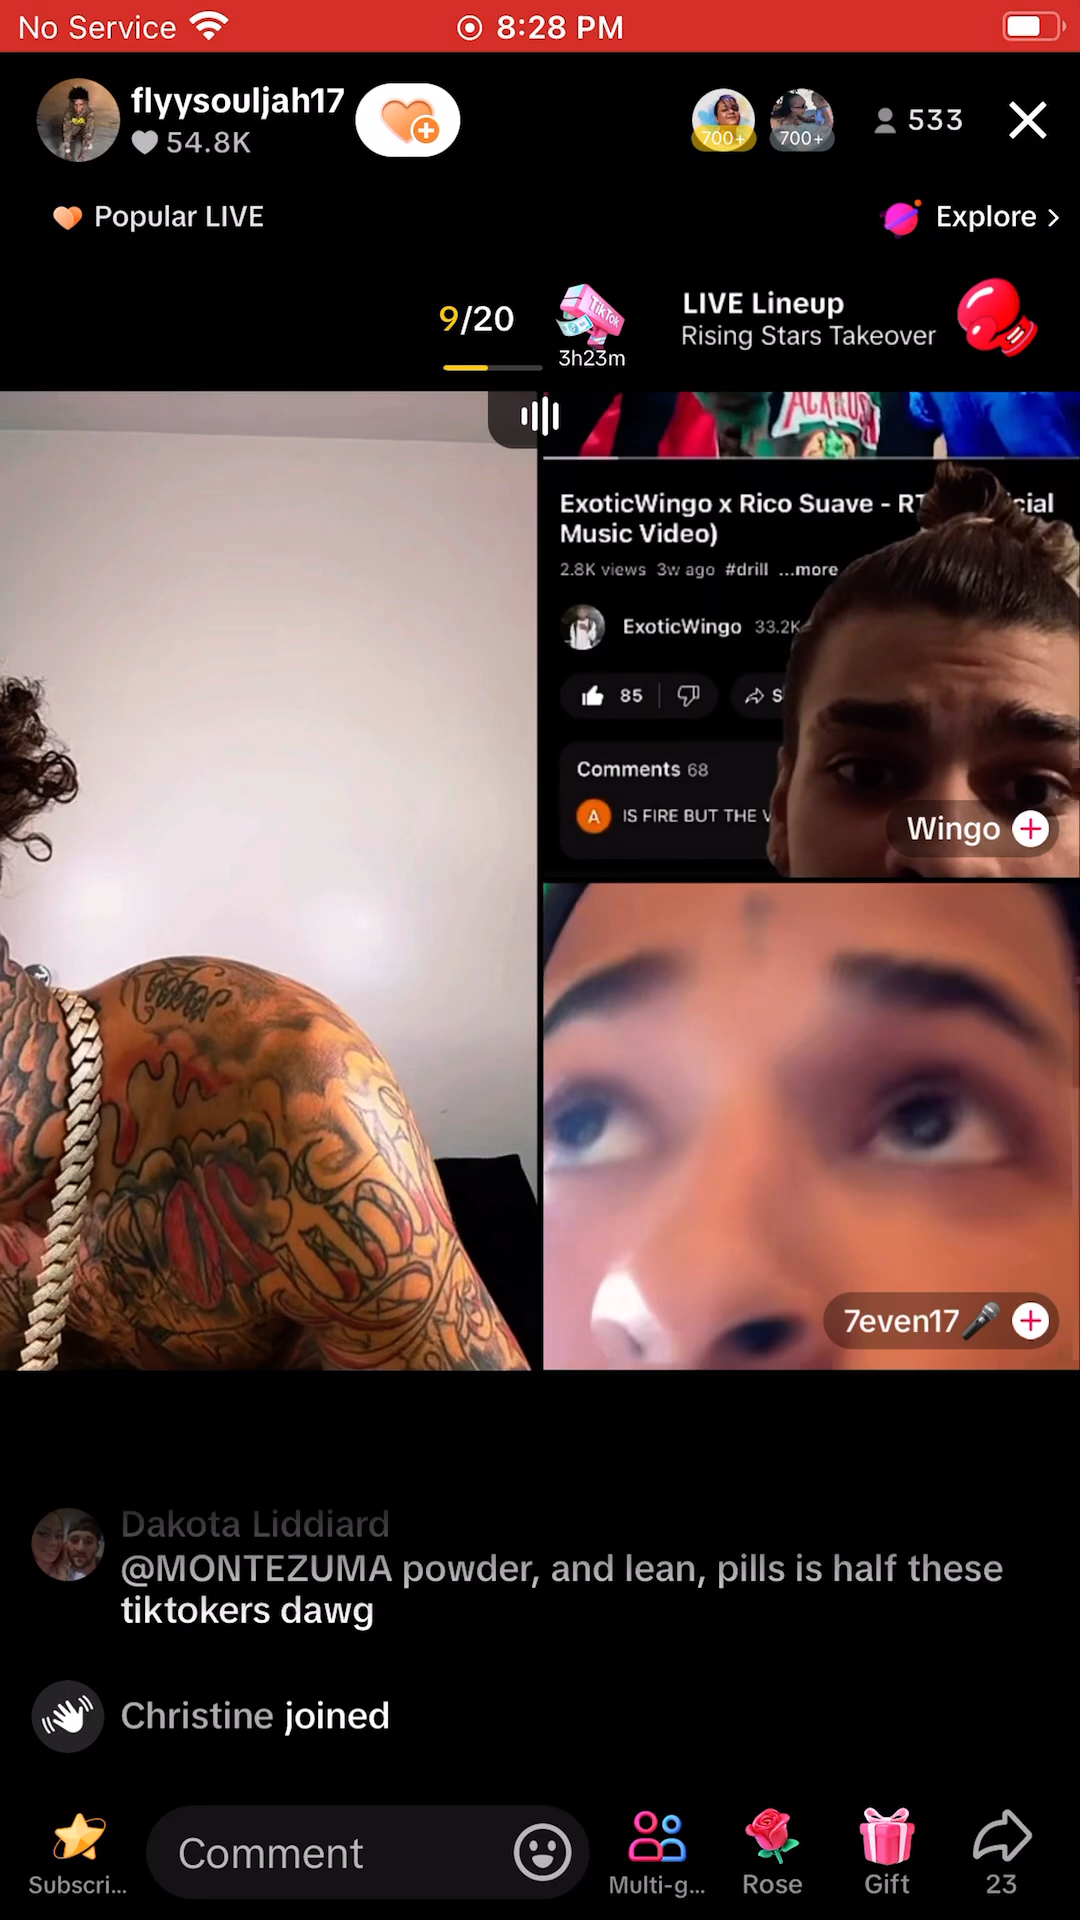 No Service
8:28 PM
flyysouljah17
54.8K
700+
700+
533
Popular LIVE
Explore >
9/20
TikTok
3h23m
LIVE Lineup
Rising Stars Takeover
ExoticWingo x Rico Suave - RT cial
Music Video)
2.8K views 3w ago #drill ...more
ExoticWingo 33.2K
85
S
Comments 68
A
IS FIRE BUT THE V
Wingo
7even17🎤
Dakota Liddiard
@MONTEZUMA powder, and lean, pills is half these
tiktokers dawg
Christine joined
Subscri...
Comment
Multi-g...
Rose
Gift
23